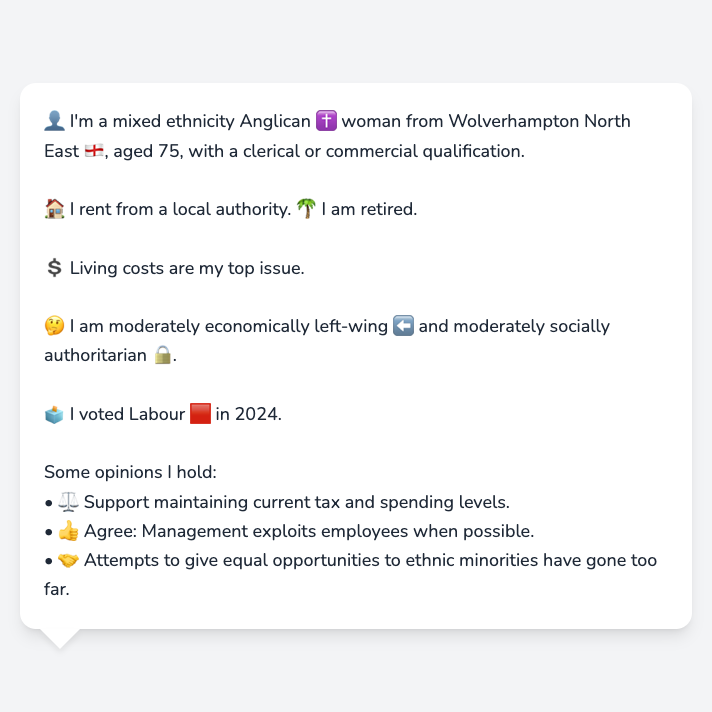 👤 I'm a mixed ethnicity Anglican ✝️ woman from Wolverhampton North
East 🏴󠁧󠁢󠁥󠁮󠁧󠁿, aged 75, with a clerical or commercial qualification.
🏠 I rent from a local authority. 🌴 I am retired.
💲 Living costs are my top issue.
🤔 I am moderately economically left-wing ⬅️ and moderately socially
authoritarian 🔒.
🗳️ I voted Labour 🟥 in 2024.
Some opinions I hold:
• ⚖️ Support maintaining current tax and spending levels.
• 👍 Agree: Management exploits employees when possible.
• 🤝 Attempts to give equal opportunities to ethnic minorities have gone too
far.